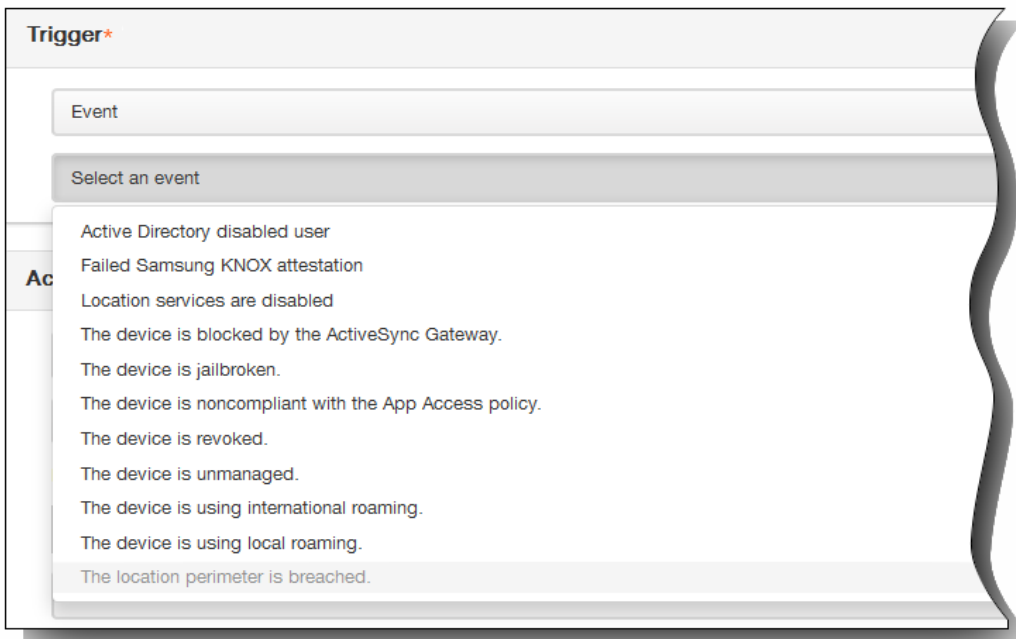 Trigger*
Event
Select an event
Active Directory disabled user
Failed Samsung KNOX attestation
Ac
Location services are disabled
The device is blocked by the ActiveSync Gateway.
The device is jailbroken.
The device is noncompliant with the App Access policy.
The device is revoked.
The device is unmanaged.
The device is using international roaming.
The device is using local roaming.
The location perimeter is breached.